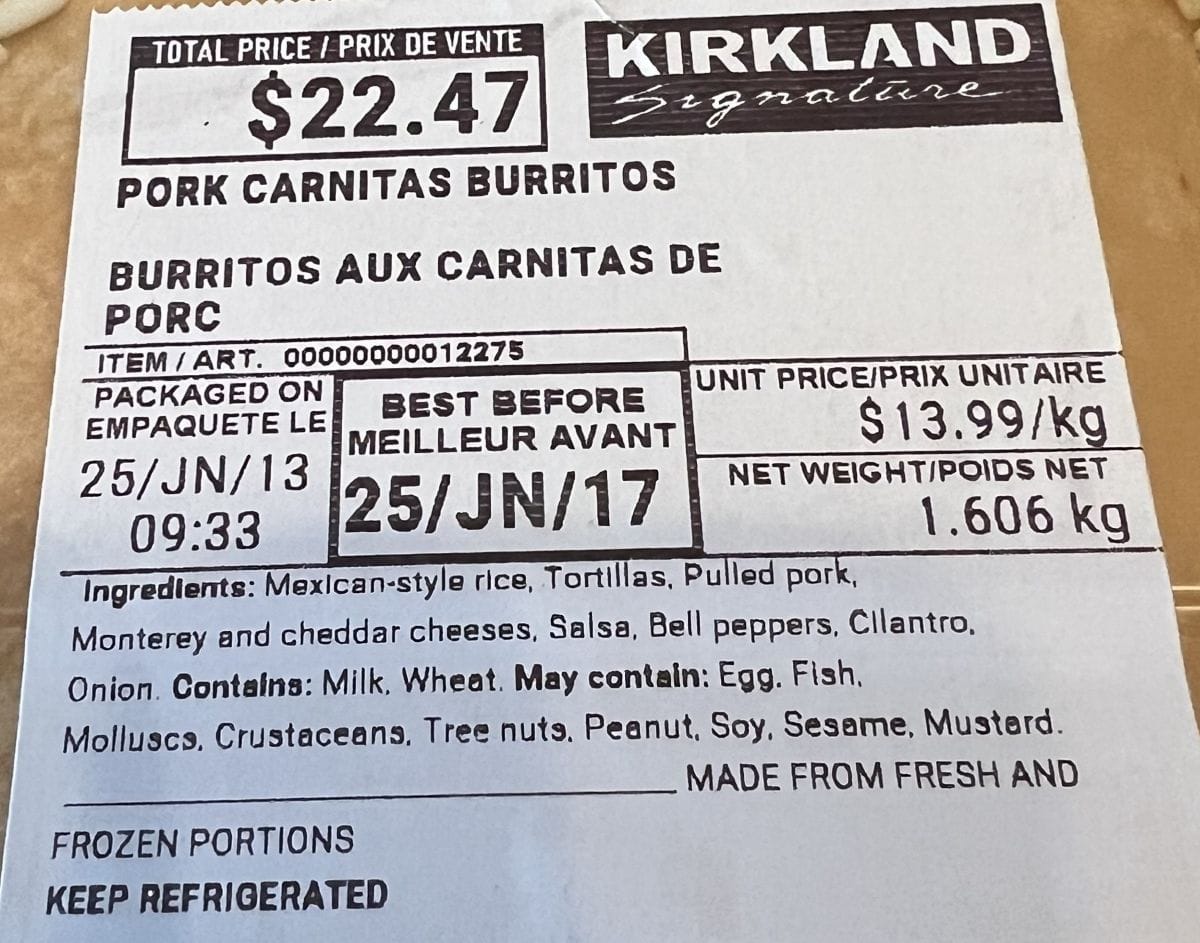 TOTAL PRICE / PRIX DE VENTE
$22.47
KIRKLAND
Signature
PORK CARNITAS BURRITOS
BURRITOS AUX CARNITAS DE
PORC
ITEM / ART. 00000000012275
PACKAGED ON
EMPAQUETE LE
25/JN/13
09:33
BEST BEFORE
MEILLEUR AVANT
25/JN/17
UNIT PRICE/PRIX UNITAIRE
$13.99/kg
NET WEIGHT/POIDS NET
1.606 kg
Ingredients: Mexican-style rice, Tortillas, Pulled pork,
Monterey and cheddar cheeses, Salsa, Bell peppers, Cilantro,
Onion. Contains: Milk, Wheat. May contain: Egg, Fish,
Molluscs, Crustaceans, Tree nuts, Peanut, Soy, Sesame, Mustard.
MADE FROM FRESH AND
FROZEN PORTIONS
KEEP REFRIGERATED